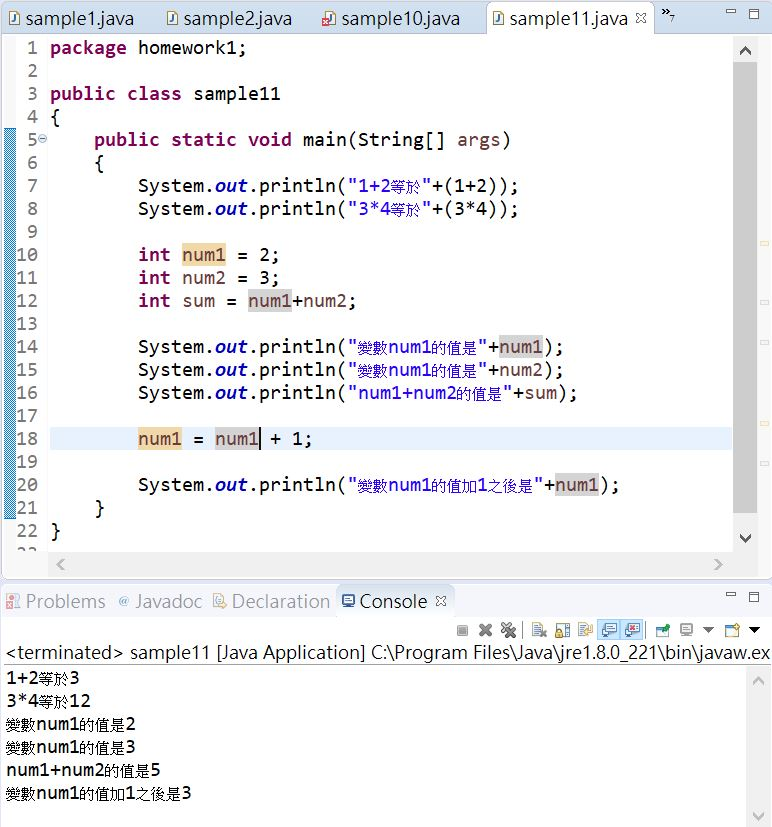 sample1.java sample2.java sample10.java sample11.java »7
1 package homework1;
2
3 public class sample11
4 {
5 public static void main(String[] args)
6 {
7 System.out.println("1+2等於"+(1+2));
8 System.out.println("3*4等於"+(3*4));
9
10 int num1 = 2;
11 int num2 = 3;
12 int sum = num1+num2;
13
14 System.out.println("變數num1的值是"+num1);
15 System.out.println("變數num1的值是"+num2);
16 System.out.println("num1+num2的值是"+sum);
17
18 num1 = num1 + 1;
19
20 System.out.println("變數num1的值加1之後是"+num1);
21 }
22 }
Problems @ Javadoc Declaration Console
<terminated> sample11 [Java Application] C:\Program Files\Java\jre1.8.0_221\bin\javaw.ex
1+2等於3
3*4等於12
變數num1的值是2
變數num1的值是3
num1+num2的值是5
變數num1的值加1之後是3